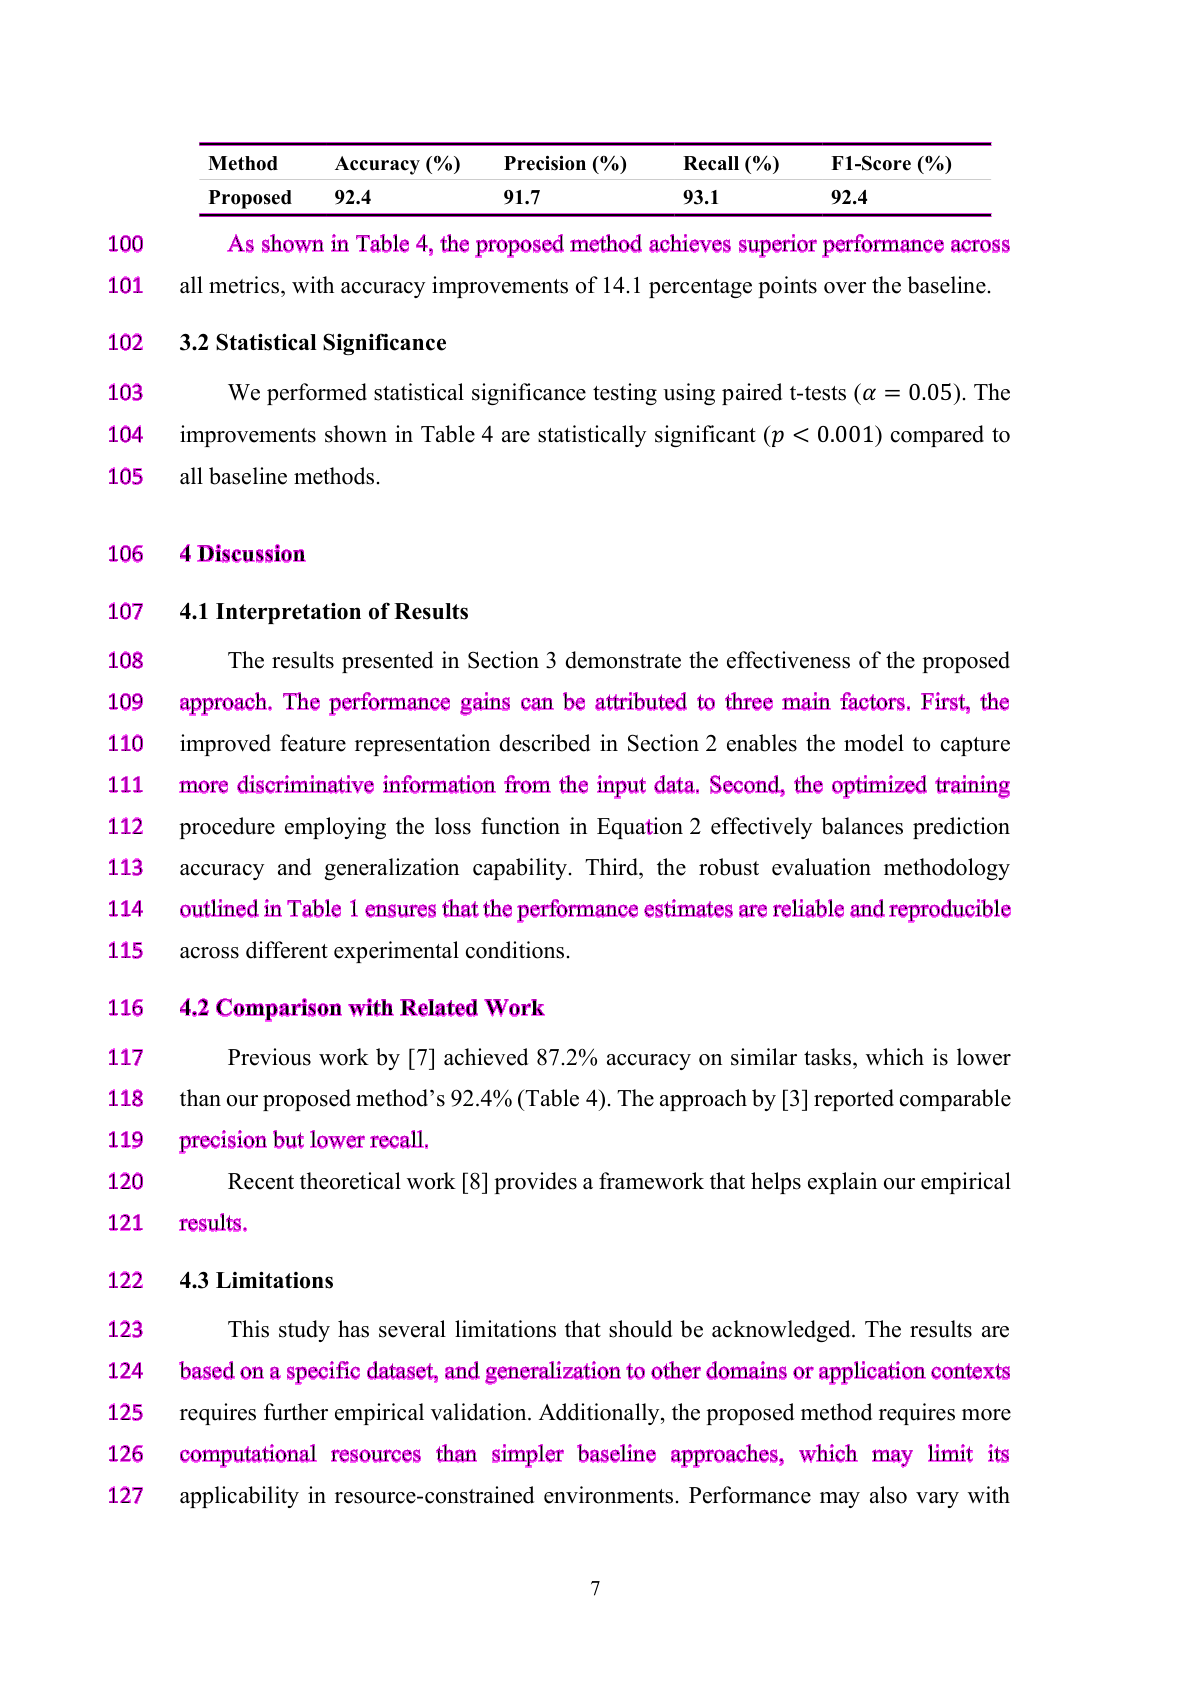 Method Accuracy (%) Precision (%) Recall (%) F1-Score (%)
Proposed 92.4 91.7 93.1 92.4
100 As shown in Table 4, the proposed method achieves superior performance across
101 all metrics, with accuracy improvements of 14.1 percentage points over the baseline.
102 3.2 Statistical Significance
103 We performed statistical significance testing using paired t-tests (α = 0.05). The
104 improvements shown in Table 4 are statistically significant (p < 0.001) compared to
105 all baseline methods.
106 4 Discussion
107 4.1 Interpretation of Results
108 The results presented in Section 3 demonstrate the effectiveness of the proposed
109 approach. The performance gains can be attributed to three main factors. First, the
110 improved feature representation described in Section 2 enables the model to capture
111 more discriminative information from the input data. Second, the optimized training
112 procedure employing the loss function in Equation 2 effectively balances prediction
113 accuracy and generalization capability. Third, the robust evaluation methodology
114 outlined in Table 1 ensures that the performance estimates are reliable and reproducible
115 across different experimental conditions.
116 4.2 Comparison with Related Work
117 Previous work by [7] achieved 87.2% accuracy on similar tasks, which is lower
118 than our proposed method’s 92.4% (Table 4). The approach by [3] reported comparable
119 precision but lower recall.
120 Recent theoretical work [8] provides a framework that helps explain our empirical
121 results.
122 4.3 Limitations
123 This study has several limitations that should be acknowledged. The results are
124 based on a specific dataset, and generalization to other domains or application contexts
125 requires further empirical validation. Additionally, the proposed method requires more
126 computational resources than simpler baseline approaches, which may limit its
127 applicability in resource-constrained environments. Performance may also vary with
7